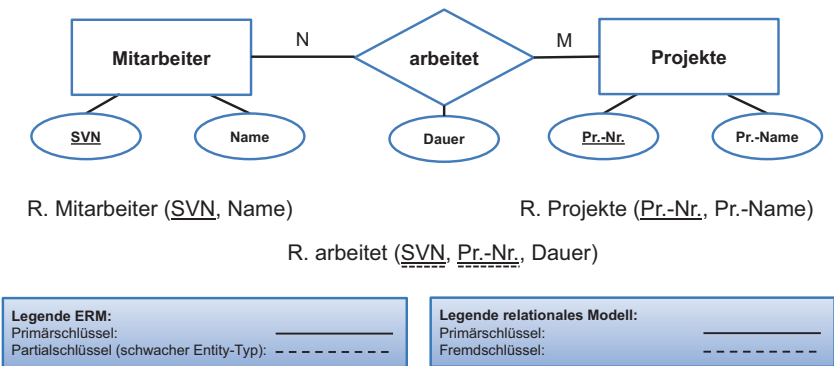 N
M
Mitarbeiter
arbeitet
Projekte
SVN
Name
Dauer
Pr.-Nr.
Pr.-Name
R. Mitarbeiter (SVN, Name)
R. Projekte (Pr.-Nr., Pr.-Name)
R. arbeitet (SVN, Pr.-Nr., Dauer)
Legende ERM:
Primärschlüssel:
Partialschlüssel (schwacher Entity-Typ):
Legende relationales Modell:
Primärschlüssel:
Fremdschlüssel: